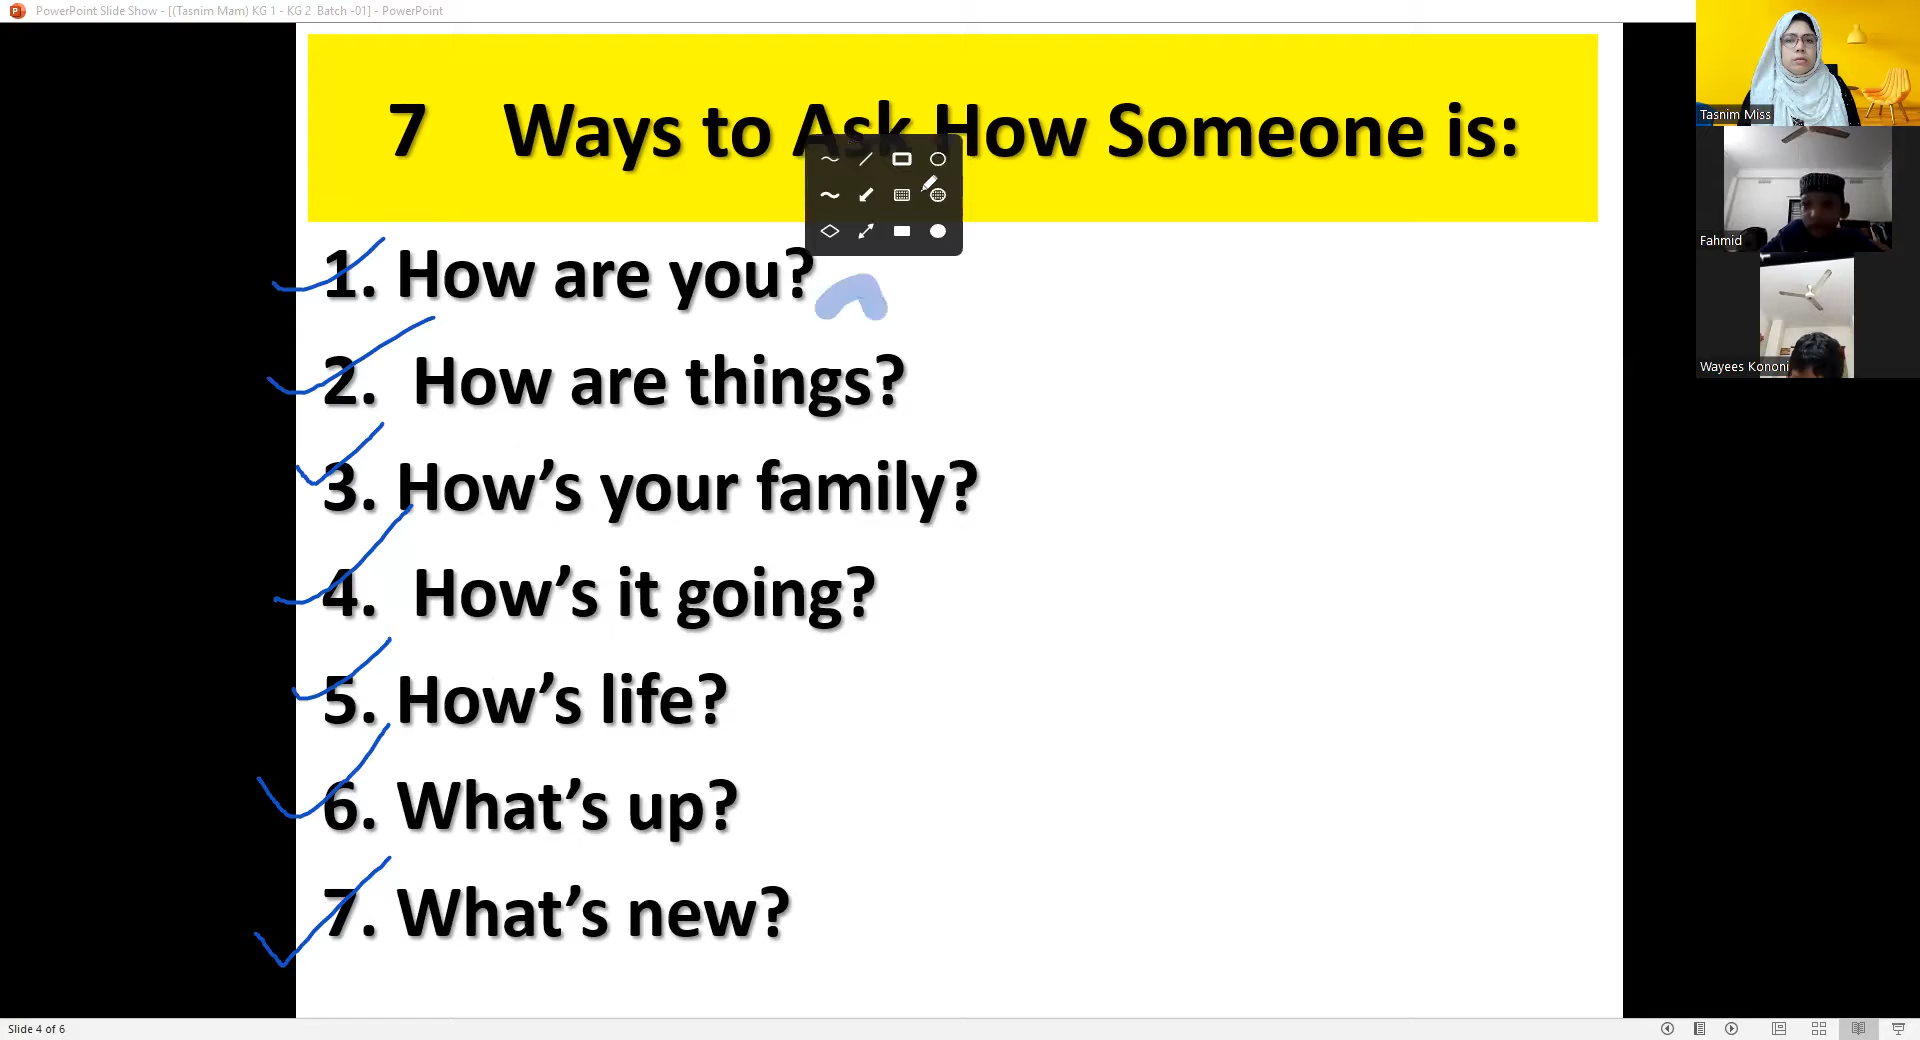 PowerPoint Slide Show - [(Tasnim Mam) KG 1 - KG 2 Batch -01] - PowerPoint
7 Ways to Ask How Someone is:
1. How are you?
2. How are things?
3. How’s your family?
4. How’s it going?
5. How’s life?
6. What’s up?
7. What’s new?
Tasnim Miss
Fahmid
Wayees Kononi
Slide 4 of 6